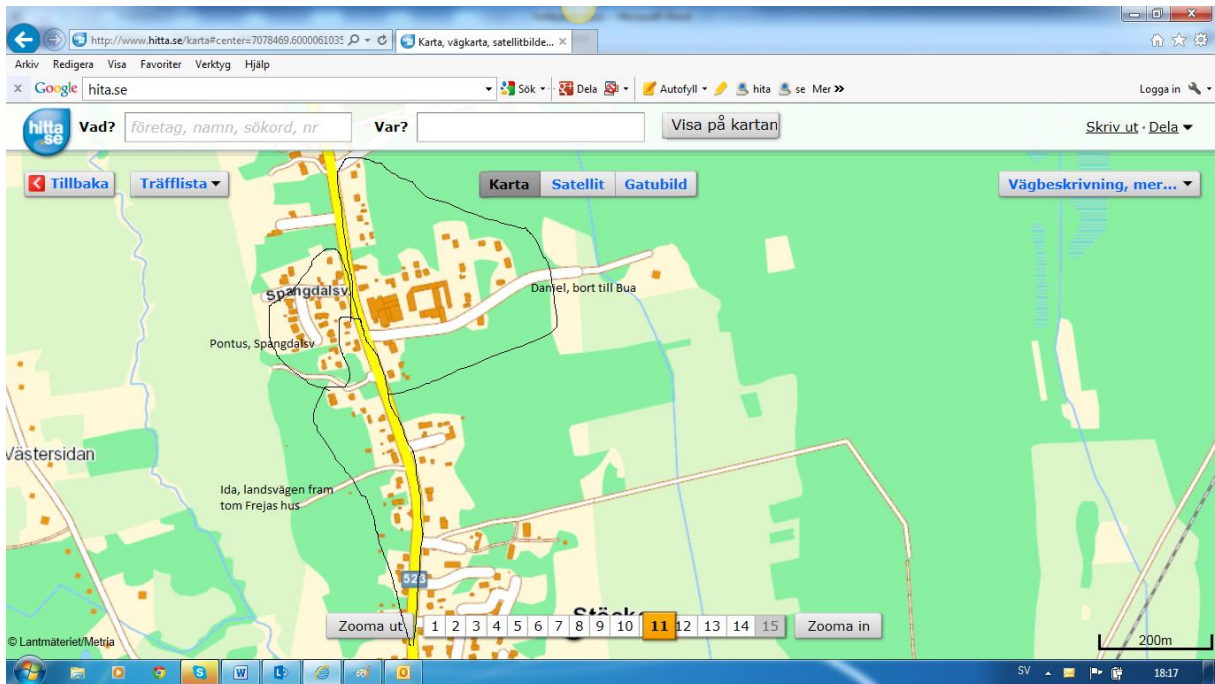 http://www.hitta.se/karta#center=7078469.6000061035
Karta, vägkarta, satellitbilde...
Arkiv Redigera Visa Favoriter Verktyg Hjälp
x Google hita.se Sök Dela Autofyll hita se Mer » Logga in
hitta.se Vad? företag, namn, sökord, nr Var? Visa på kartan Skriv ut · Dela
Tillbaka Träfflista Karta Satellit Gatubild Vägbeskrivning, mer...
Spångdalsv
Daniel, bort till Bua
Pontus, Spångdalsv
Västersidan
Ida, landsvägen fram
tom Frejas hus
523
Zooma ut 1 2 3 4 5 6 7 8 9 10 11 12 13 14 15 Zooma in
© Lantmäteriet/Metria 200m
SV 18:17